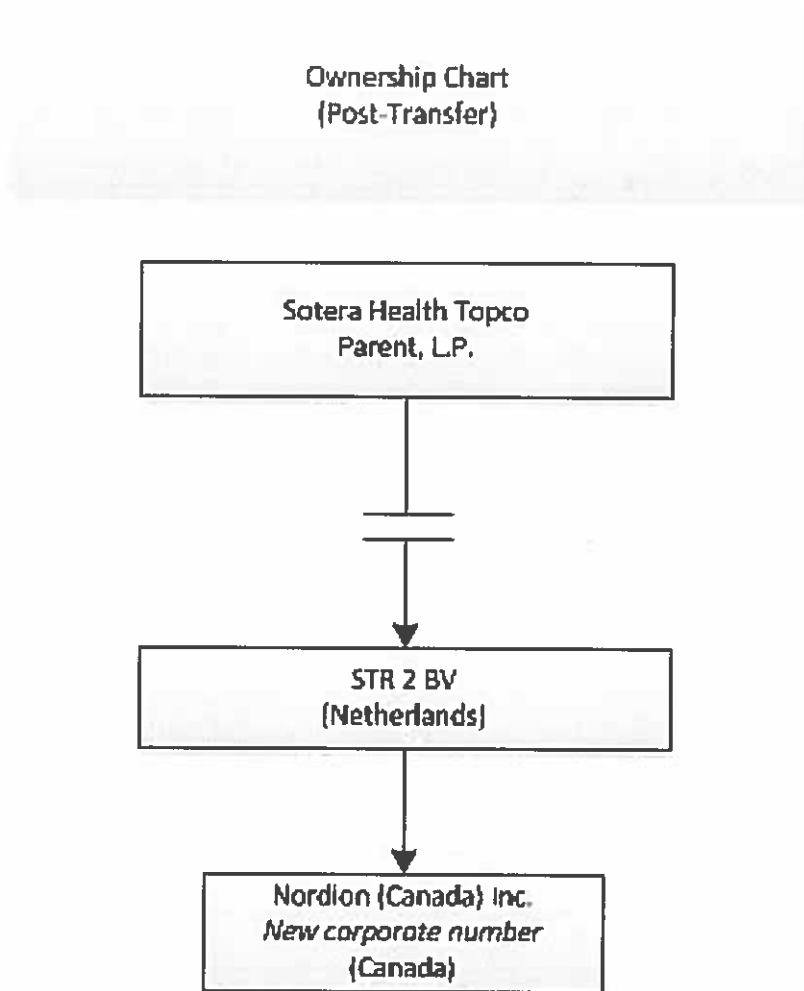 Ownership Chart
(Post-Transfer)
Sotera Health Topco
Parent, L.P.
STR 2 BV
(Netherlands)
Nordion (Canada) Inc.
New corporate number
(Canada)